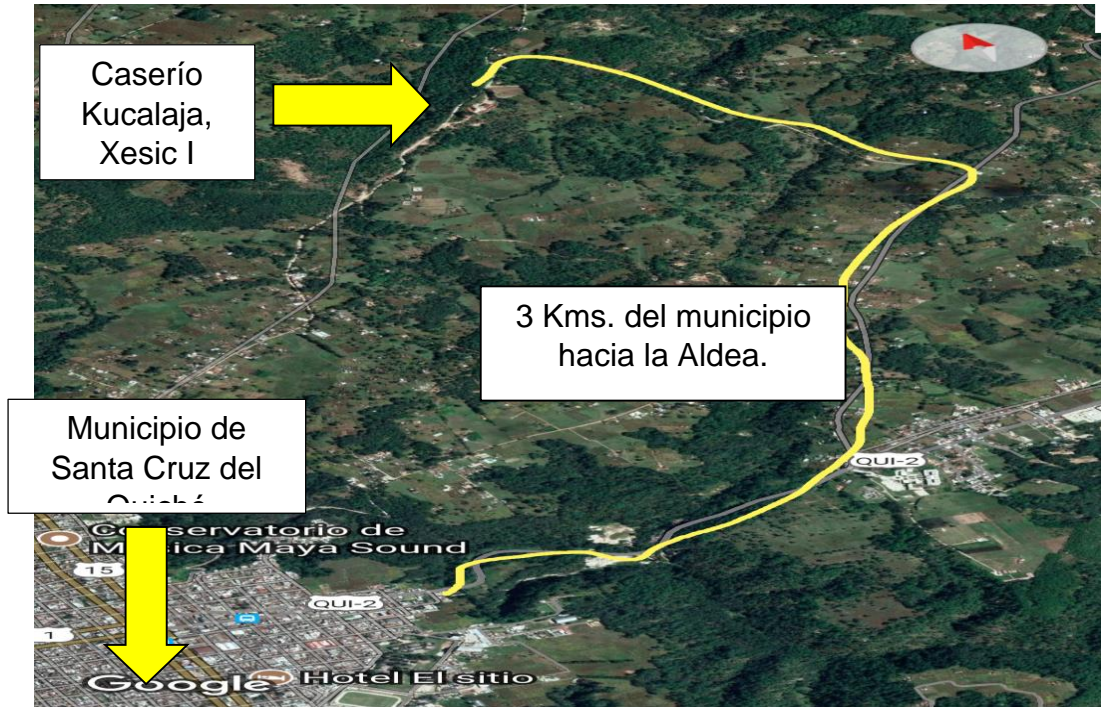 Caserío
Kucalaja,
Xesic I
3 Kms. del municipio
hacia la Aldea.
Municipio de
Santa Cruz del
QUI-2
Conservatorio de
Música Maya Sound
15
QUI-2
1
Google
Hotel El sitio